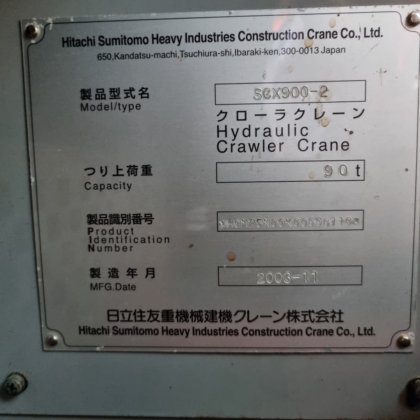 Hitachi Sumitomo Heavy Industries Construction Crane Co., Ltd.
650,Kandatsu-machi,Tsuchiura-shi,Ibaraki-ken,300-0013 Japan
製品型式名 SCX900-2
Model/type クローラクレーン
Hydraulic
Crawler Crane
つり上荷重 90t
Capacity
製品識別番号
Product
Identification
Number
製造年月 2003-11
MFG.Date
日立住友重機械建機クレーン株式会社
Hitachi Sumitomo Heavy Industries Construction Crane Co., Ltd.